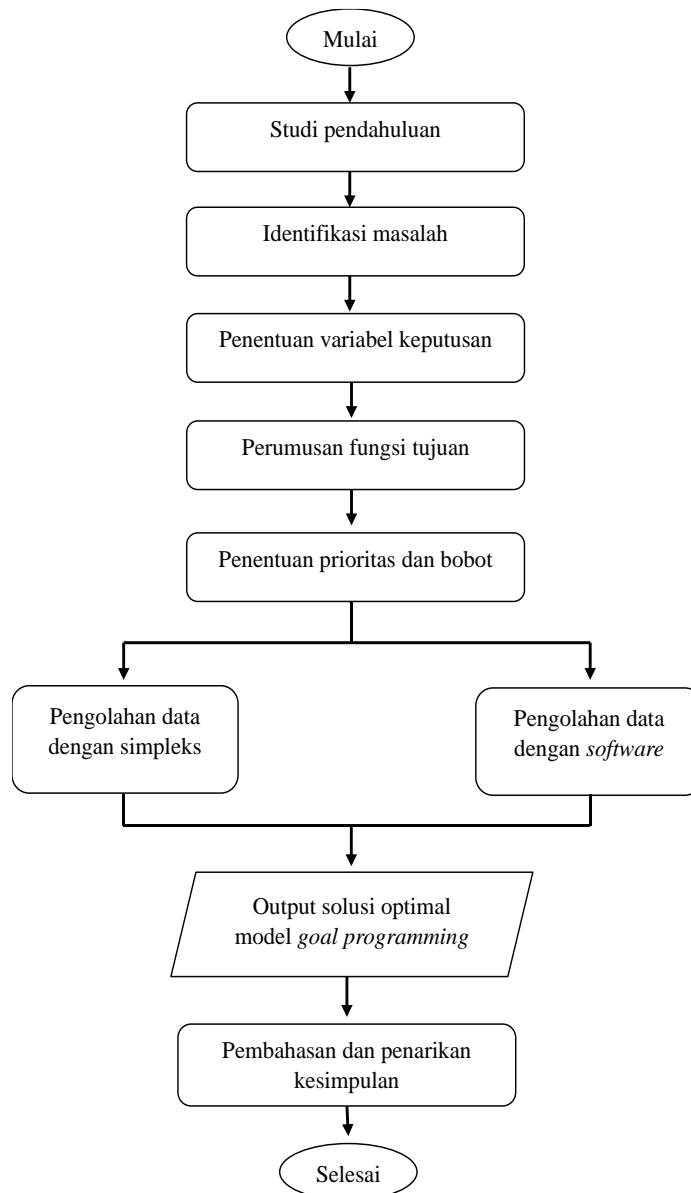 Mulai
Studi pendahuluan
Identifikasi masalah
Penentuan variabel keputusan
Perumusan fungsi tujuan
Penentuan prioritas dan bobot
Pengolahan data
dengan simpleks
Pengolahan data
dengan software
Output solusi optimal
model goal programming
Pembahasan dan penarikan
kesimpulan
Selesai